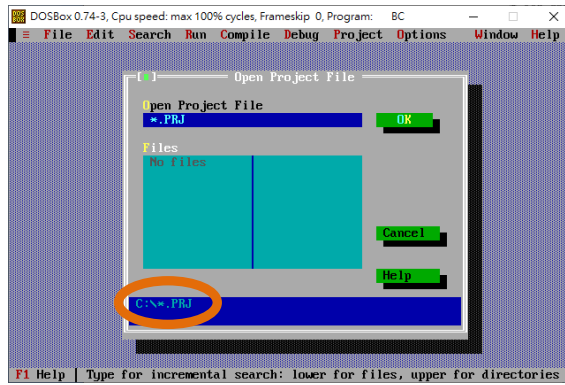 DOSBox 0.74-3, Cpu speed: max 100% cycles, Frameskip 0, Program: BC
≡ File Edit Search Run Compile Debug Project Options Window Help
Open Project File
Open Project File
*.PRJ
OK
Files
No files
Cancel
Help
C:\*.PRJ
F1 Help | Type for incremental search: lower for files, upper for directories